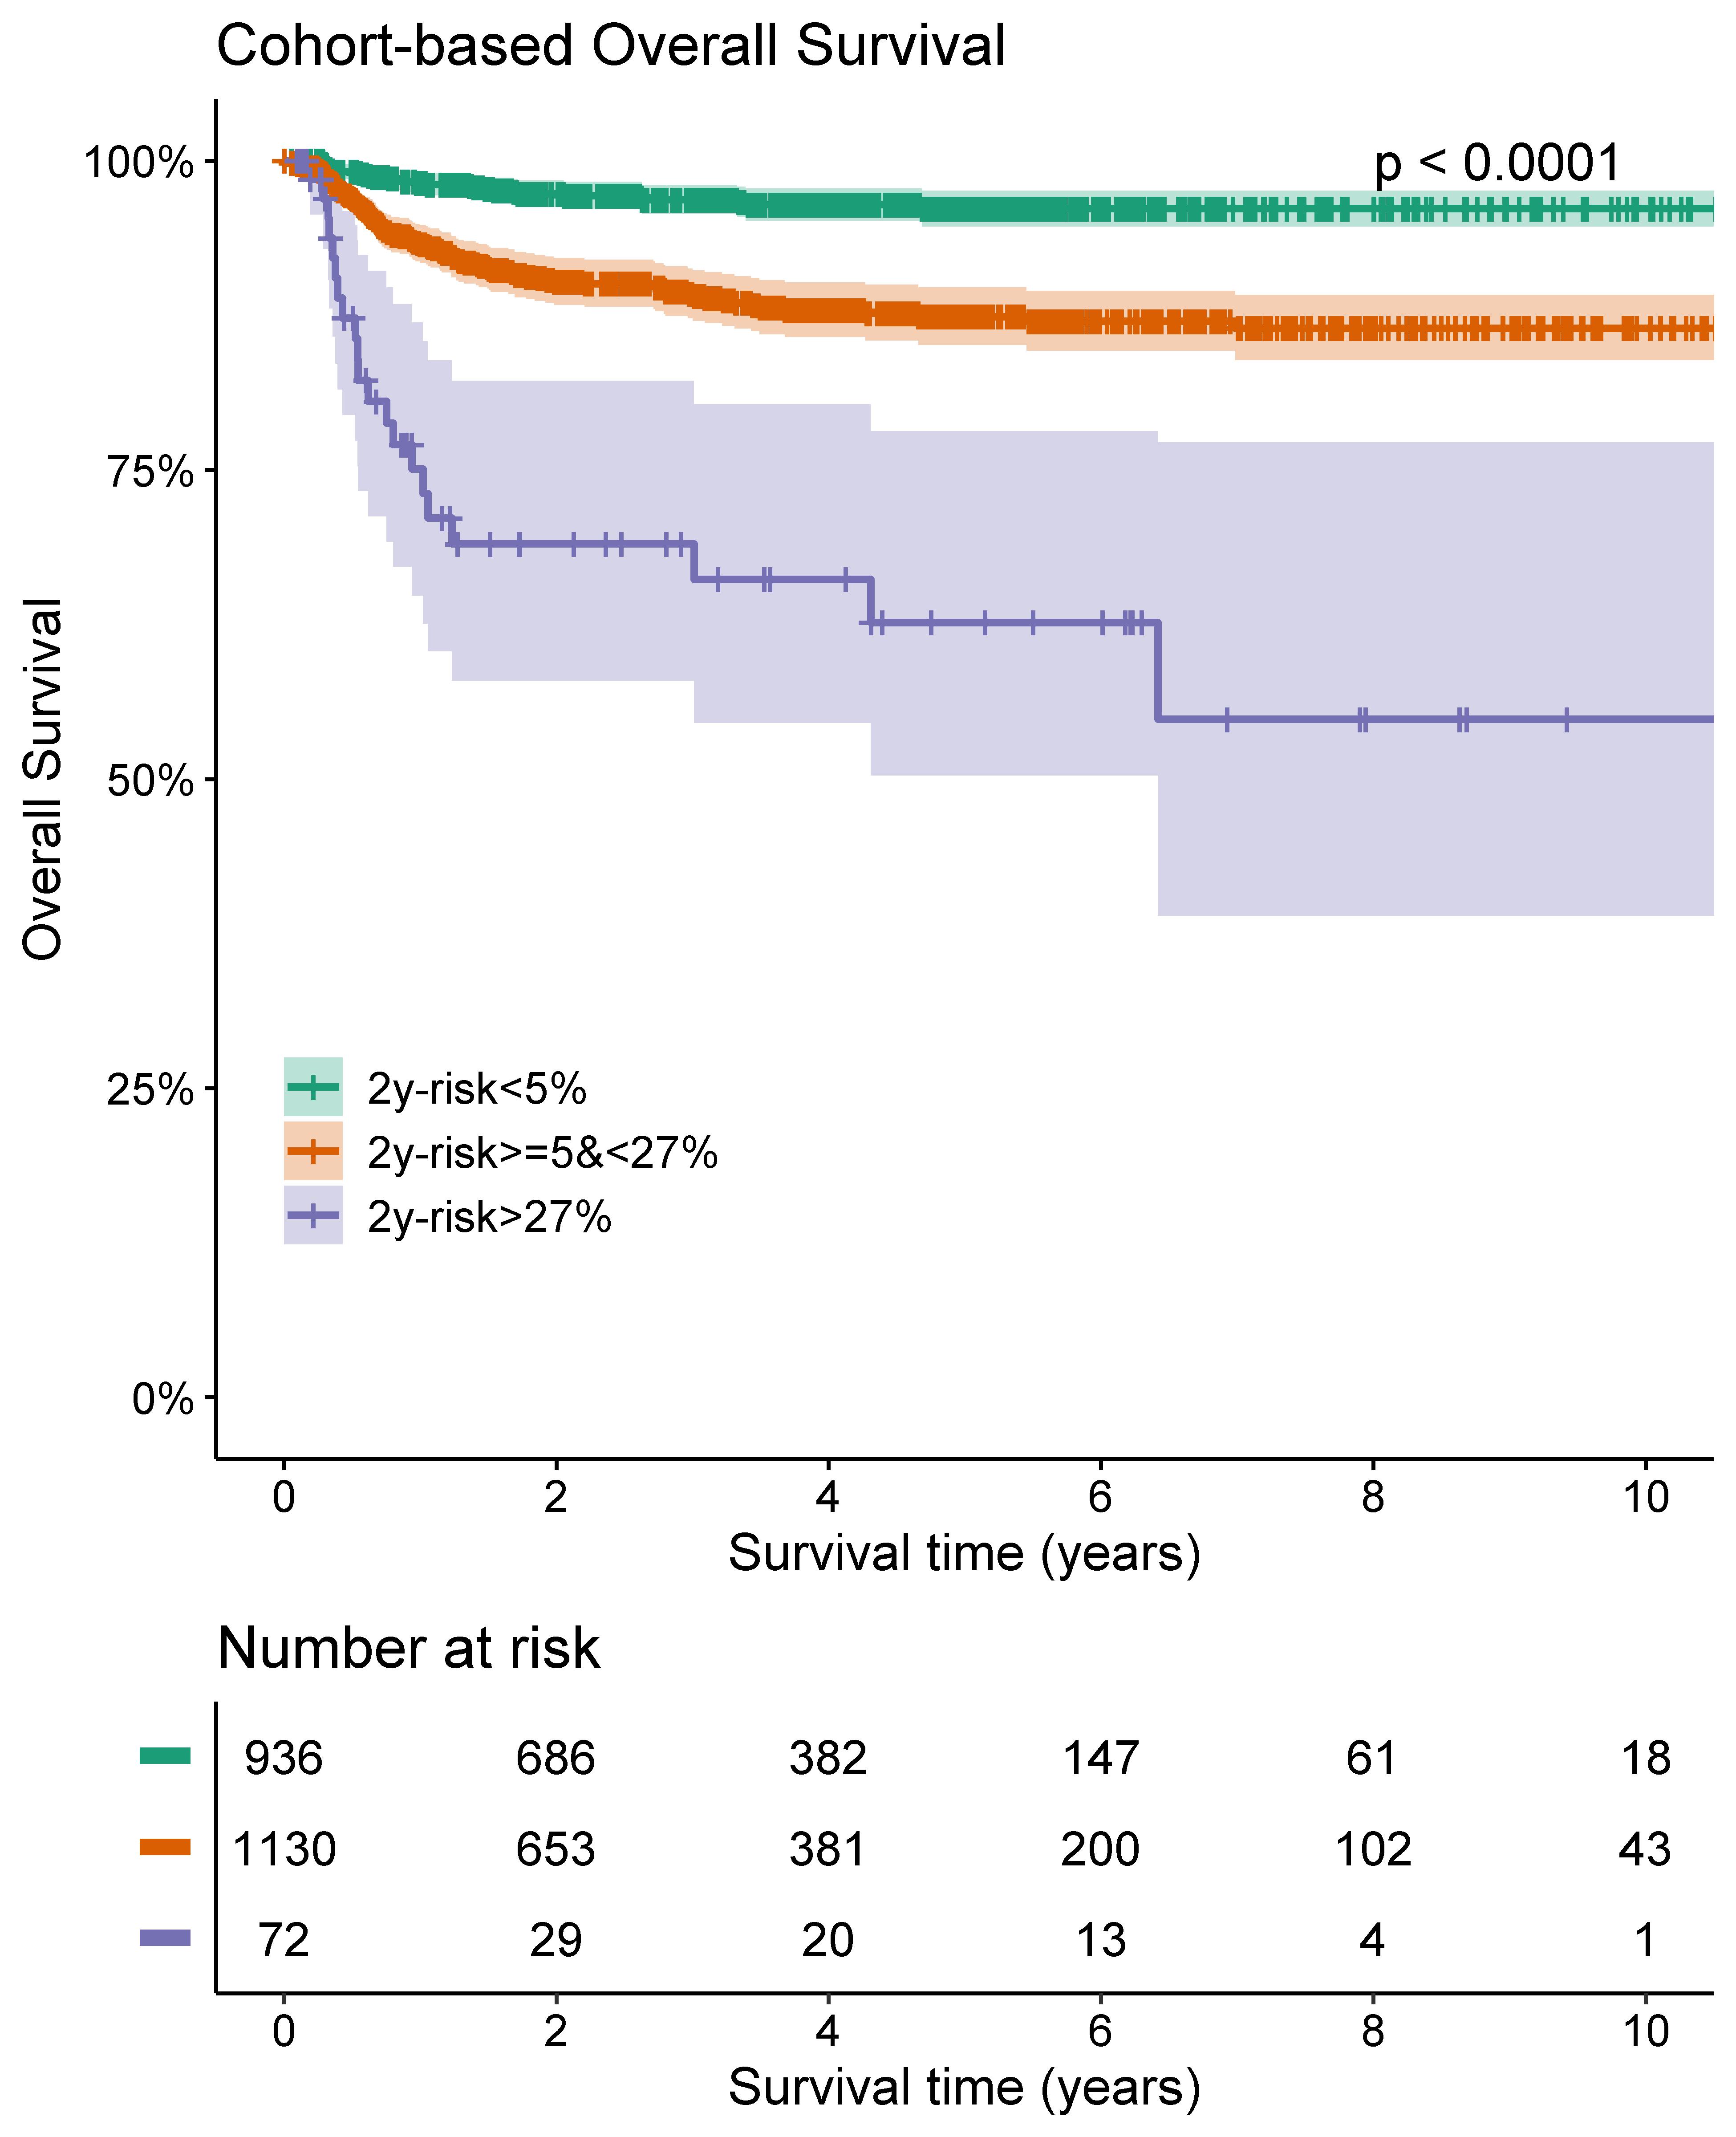 Cohort-based Overall Survival
p < 0.0001
100%
75%
50%
25%
0%
Overall Survival
2y-risk<5%
2y-risk>=5&<27%
2y-risk>27%
0 2 4 6 8 10
Survival time (years)
Number at risk
936 686 382 147 61 18
1130 653 381 200 102 43
72 29 20 13 4 1
0 2 4 6 8 10
Survival time (years)